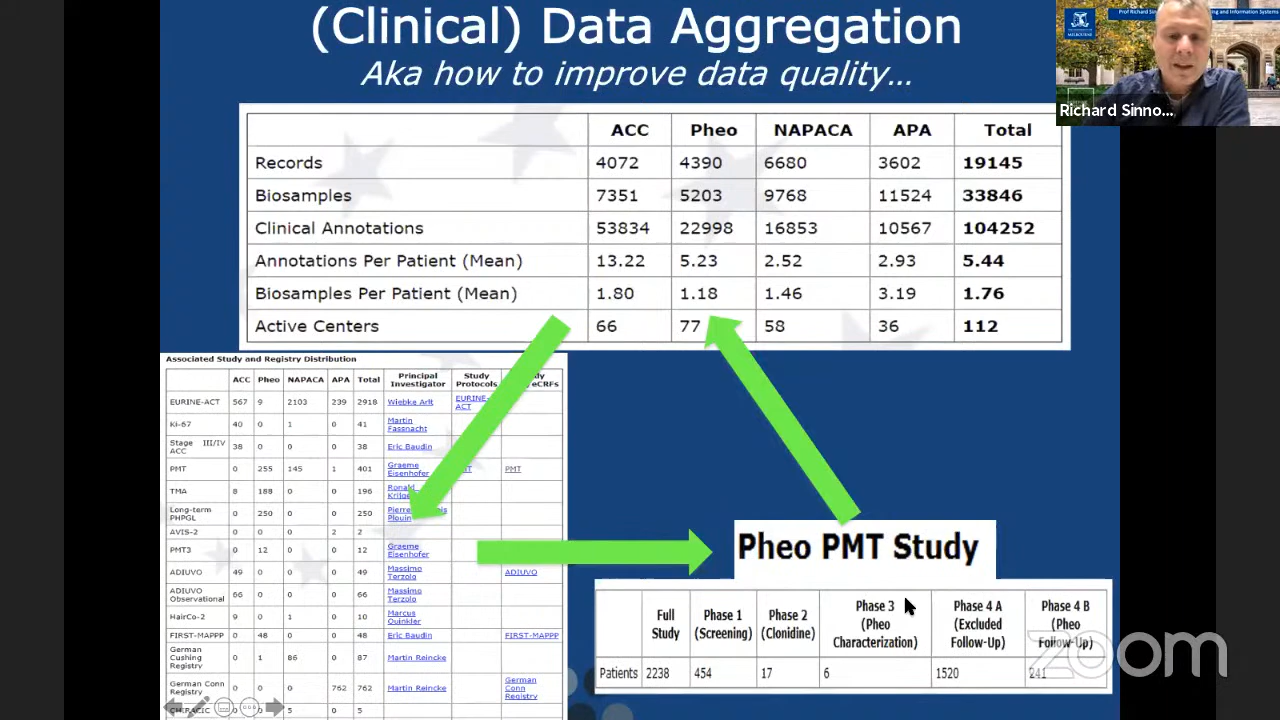 (Clinical) Data Aggregation
Aka how to improve data quality…
Richard Sinno...
ACC Pheo NAPACA APA Total
Records 4072 4390 6680 3602 19145
Biosamples 7351 5203 9768 11524 33846
Clinical Annotations 53834 22998 16853 10567 104252
Annotations Per Patient (Mean) 13.22 5.23 2.52 2.93 5.44
Biosamples Per Patient (Mean) 1.80 1.18 1.46 3.19 1.76
Active Centers 66 77 58 36 112
Associated Study and Registry Distribution
ACC Pheo NAPACA APA Total Principal Study
Investigator Protocols eCRFs
EURINE-ACT 567 9 2103 239 2918 Wiebke Arlt EURINE-
ACT
Ki-67 40 0 1 0 41 Martin
Fassnacht
Stage III/IV
ACC 38 0 0 0 38 Eric Baudin
PMT 0 255 145 1 401 Graeme
Eisenhofer PMT
TMA 8 188 0 0 196 Ronald
Long-term
PHPGL 0 250 0 0 250
Plouin
AVIS-2 0 0 0 2 2
PMT3 0 12 0 0 12 Graeme
Eisenhofer
ADIUVO 49 0 0 0 49 Massimo
Terzolo ADIUVO
ADIUVO
Observational 66 0 0 0 66 Massimo
Terzolo
HairCo-2 9 0 1 0 10 Marcus
Quinkler
FIRST-MAPPP 0 48 0 0 48 Eric Baudin FIRST-MAPPP
German
Cushing
Registry 0 1 86 0 87 Martin Reincke
German Conn
Registry 0 0 0 762 762 Martin Reincke German
Conn
Registry
CHIRACIC 0 0 5 0 5
Pheo PMT Study
Full
Study Phase 1
(Screening) Phase 2
(Clonidine) Phase 3
(Pheo
Characterization) Phase 4 A
(Excluded
Follow-Up) Phase 4 B
(Pheo
Follow-Up)
Patients 2238 454 17 6 1520 241
zoom